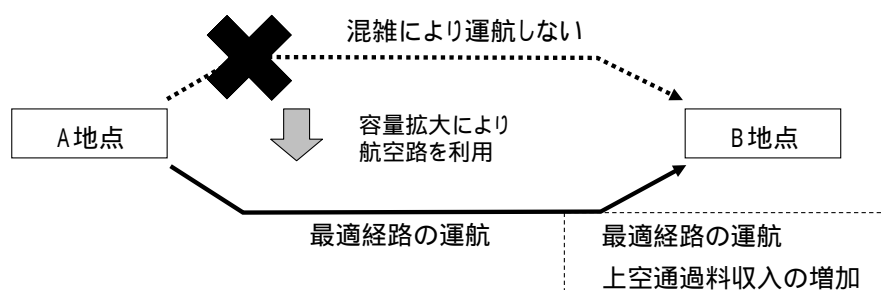 混雑により運航しない
A地点
容量拡大により
航空路を利用
B地点
最適経路の運航
最適経路の運航
上空通過料収入の増加